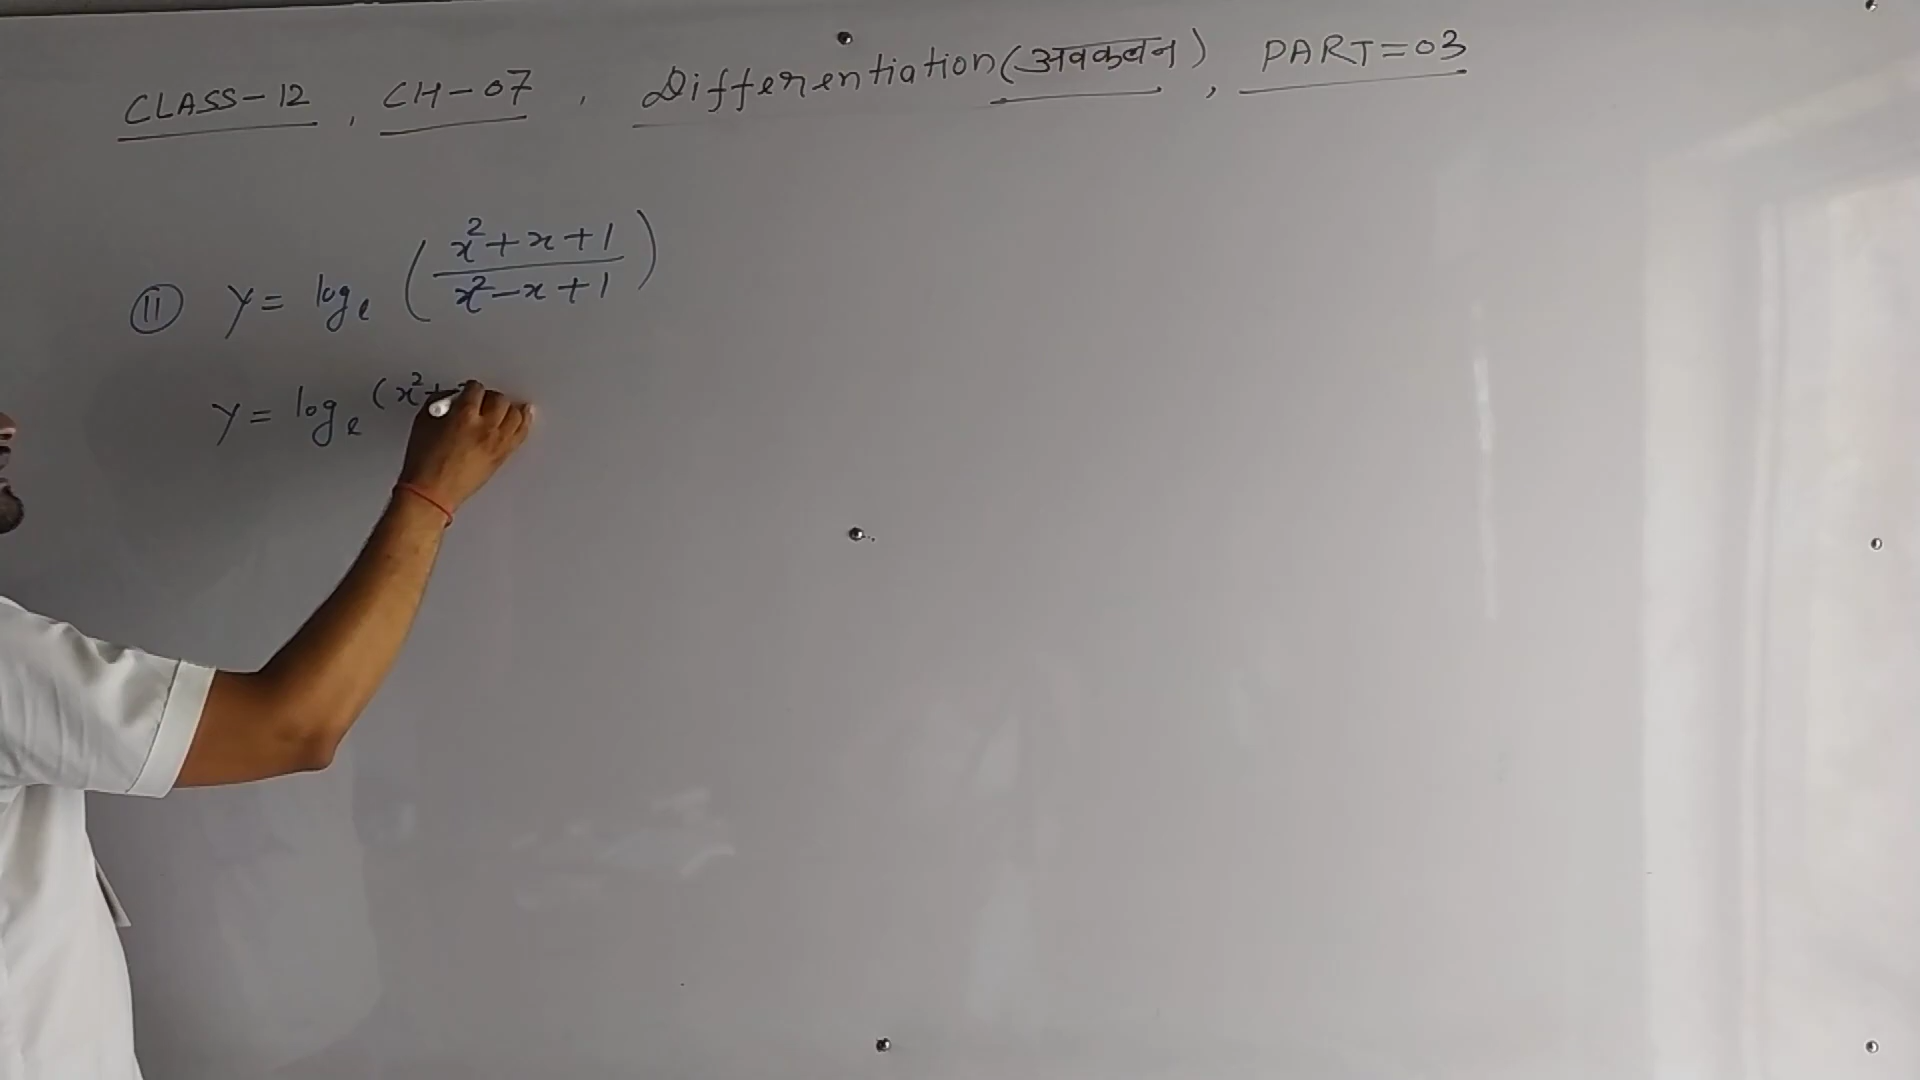 CLASS-12, CH-07, Differentiation(अवकलन), PART=03
(11) y = logₑ ((x²+x+1)/(x²-x+1))
y = logₑ (x²+